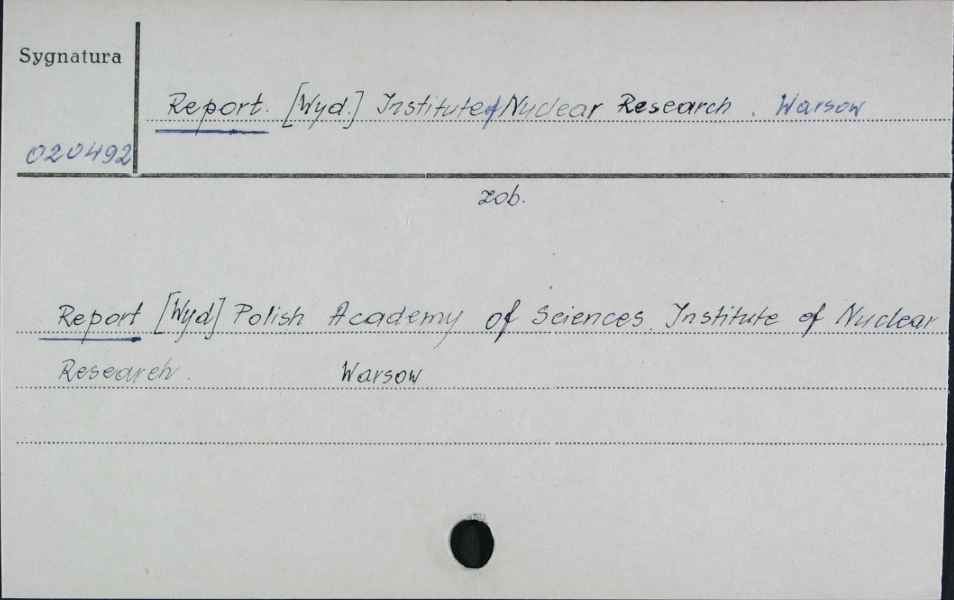 Sygnatura
Report. [Wyd.] Institute of Nuclear Research. Warsow
020492
zob.
Report [Wyd] Polish Academy of Sciences. Institute of Nuclear
Research. Warsow